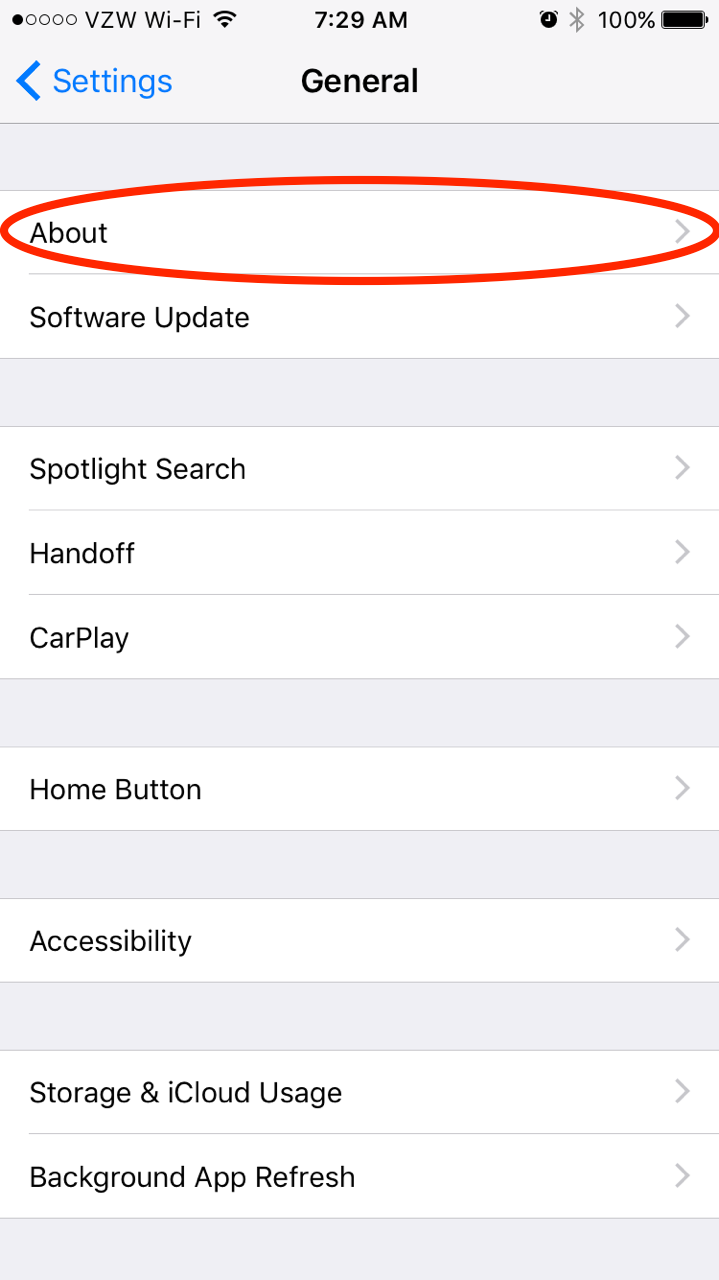 VZW Wi-Fi 7:29 AM 100%
Settings General
About
Software Update
Spotlight Search
Handoff
CarPlay
Home Button
Accessibility
Storage & iCloud Usage
Background App Refresh